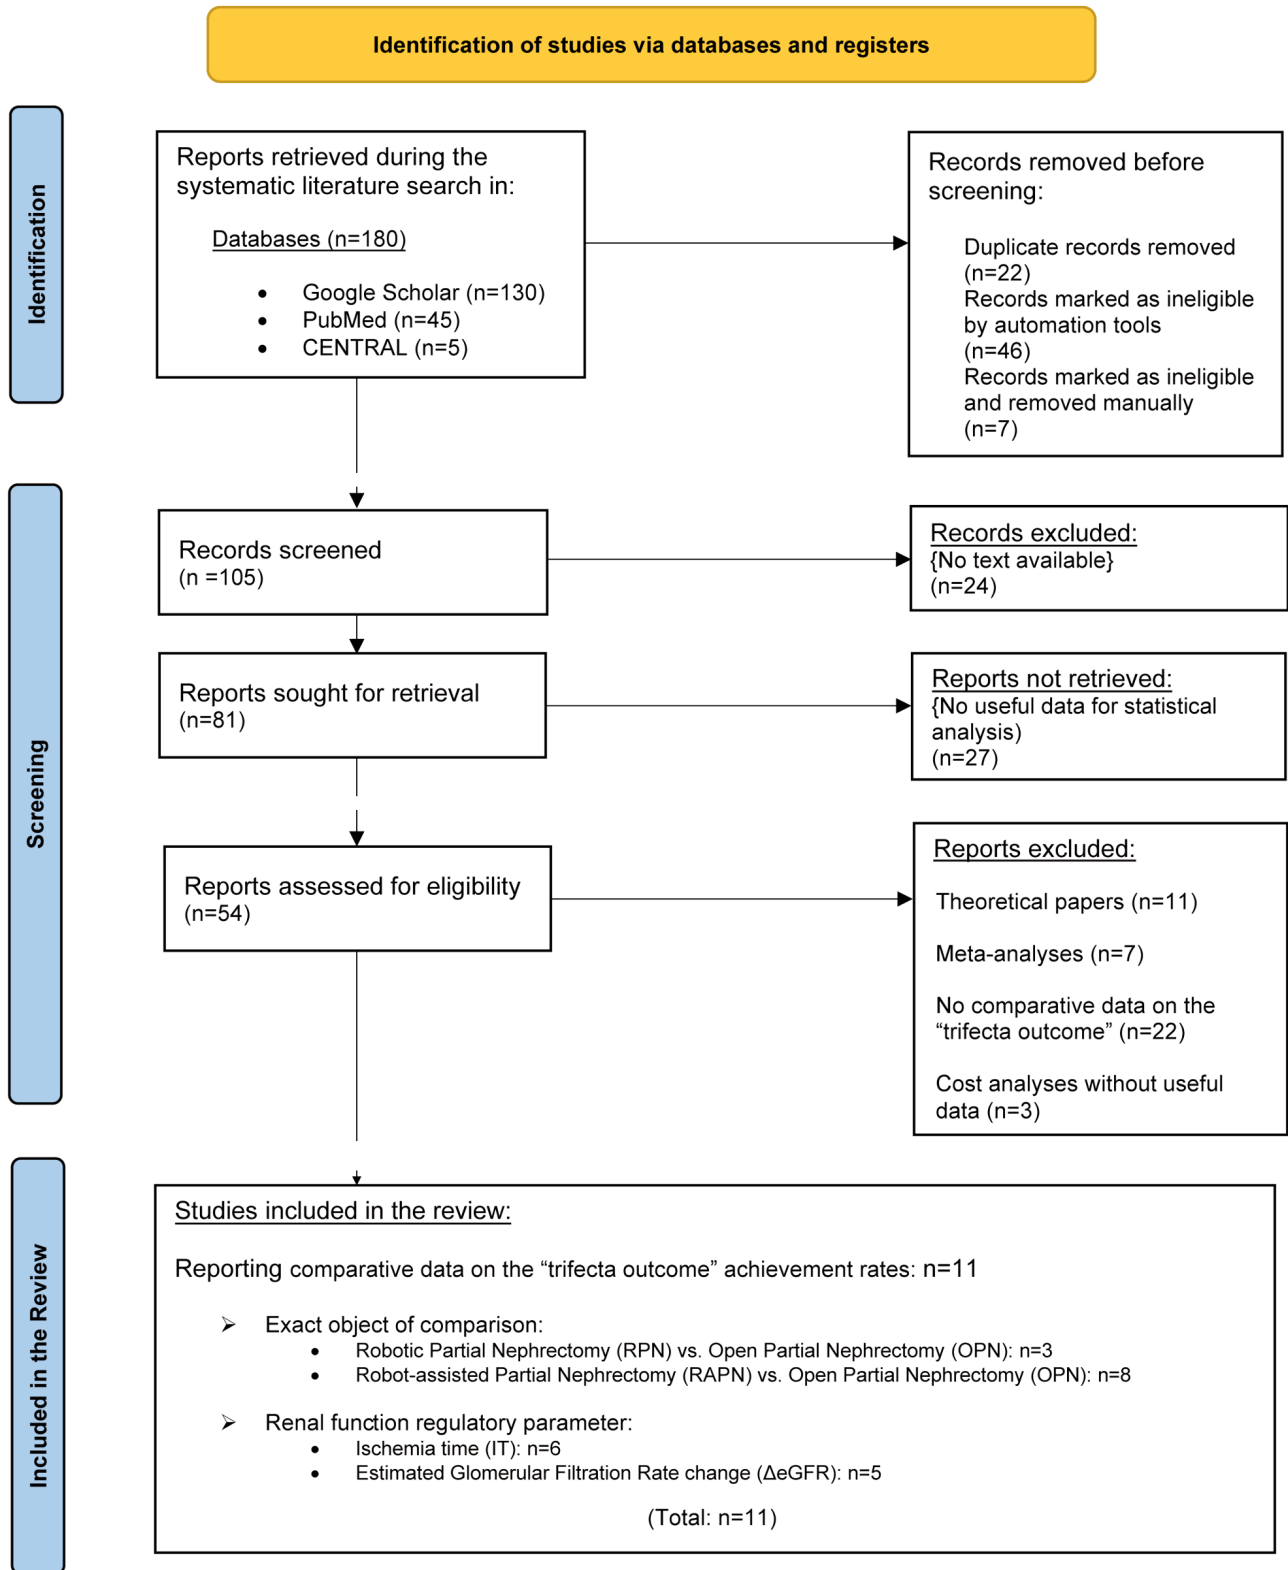 Identification of studies via databases and registers
Identification
Reports retrieved during the
systematic literature search in:
Databases (n=180)
• Google Scholar (n=130)
• PubMed (n=45)
• CENTRAL (n=5)
Records removed before
screening:
Duplicate records removed
(n=22)
Records marked as ineligible
by automation tools
(n=46)
Records marked as ineligible
and removed manually
(n=7)
Screening
Records screened
(n =105)
Records excluded:
{No text available}
(n=24)
Reports sought for retrieval
(n=81)
Reports not retrieved:
{No useful data for statistical
analysis)
(n=27)
Reports assessed for eligibility
(n=54)
Reports excluded:
Theoretical papers (n=11)
Meta-analyses (n=7)
No comparative data on the
“trifecta outcome” (n=22)
Cost analyses without useful
data (n=3)
Included in the Review
Studies included in the review:
Reporting comparative data on the “trifecta outcome” achievement rates: n=11
➢ Exact object of comparison:
• Robotic Partial Nephrectomy (RPN) vs. Open Partial Nephrectomy (OPN): n=3
• Robot-assisted Partial Nephrectomy (RAPN) vs. Open Partial Nephrectomy (OPN): n=8
➢ Renal function regulatory parameter:
• Ischemia time (IT): n=6
• Estimated Glomerular Filtration Rate change (ΔeGFR): n=5
(Total: n=11)